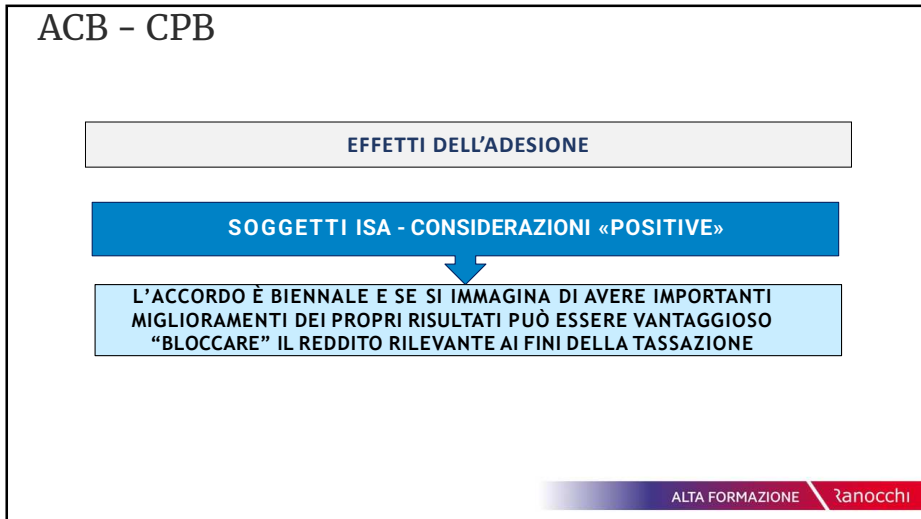 ACB - CPB
EFFETTI DELL'ADESIONE
SOGGETTI ISA - CONSIDERAZIONI «POSITIVE»
L'ACCORDO È BIENNALE E SE SI IMMAGINA DI AVERE IMPORTANTI
MIGLIORAMENTI DEI PROPRI RISULTATI PUÒ ESSERE VANTAGGIOSO
"BLOCCARE" IL REDDITO RILEVANTE AI FINI DELLA TASSAZIONE
ALTA FORMAZIONE Ranocchi